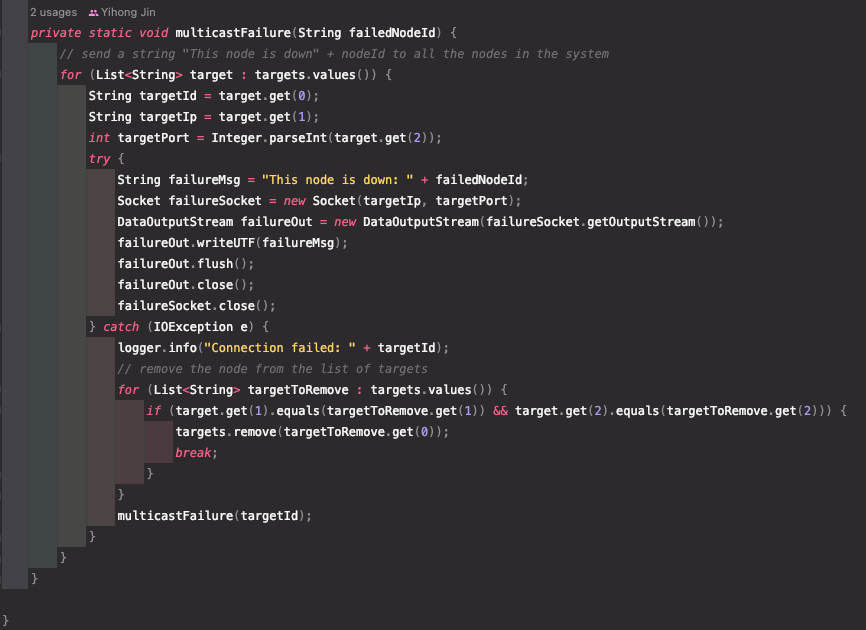 2 usages Yihong Jin
private static void multicastFailure(String failedNodeId) {
// send a string "This node is down" + nodeId to all the nodes in the system
for (List<String> target : targets.values()) {
String targetId = target.get(0);
String targetIp = target.get(1);
int targetPort = Integer.parseInt(target.get(2));
try {
String failureMsg = "This node is down: " + failedNodeId;
Socket failureSocket = new Socket(targetIp, targetPort);
DataOutputStream failureOut = new DataOutputStream(failureSocket.getOutputStream());
failureOut.writeUTF(failureMsg);
failureOut.flush();
failureOut.close();
failureSocket.close();
} catch (IOException e) {
logger.info("Connection failed: " + targetId);
// remove the node from the list of targets
for (List<String> targetToRemove : targets.values()) {
if (target.get(1).equals(targetToRemove.get(1)) && target.get(2).equals(targetToRemove.get(2))) {
targets.remove(targetToRemove.get(0));
break;
}
}
multicastFailure(targetId);
}
}
}
}